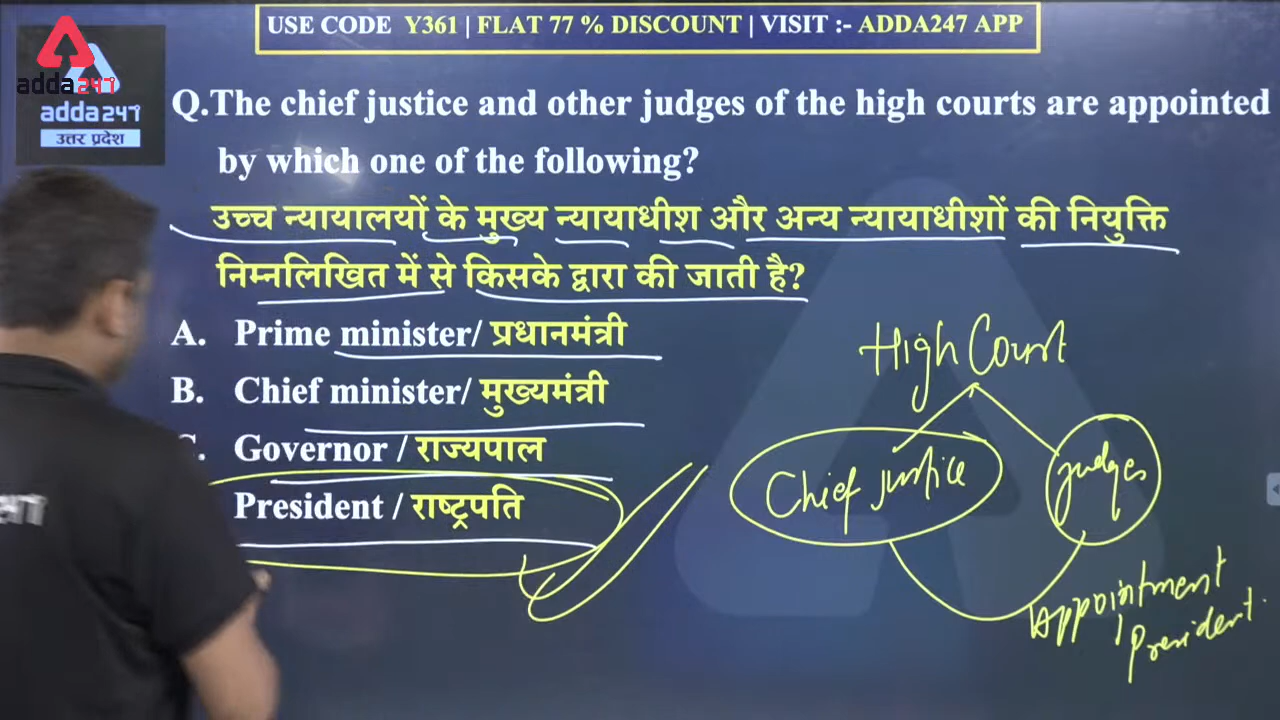 USE CODE Y361 | FLAT 77 % DISCOUNT | VISIT :- ADDA247 APP
adda247
adda247
उत्तर प्रदेश
Q.The chief justice and other judges of the high courts are appointed
by which one of the following?
उच्च न्यायालयों के मुख्य न्यायाधीश और अन्य न्यायाधीशों की नियुक्ति
निम्नलिखित में से किसके द्वारा की जाती है?
A. Prime minister/ प्रधानमंत्री
B. Chief minister/ मुख्यमंत्री
C. Governor / राज्यपाल
President / राष्ट्रपति
High Court
Chief justice
judges
Appointment
President